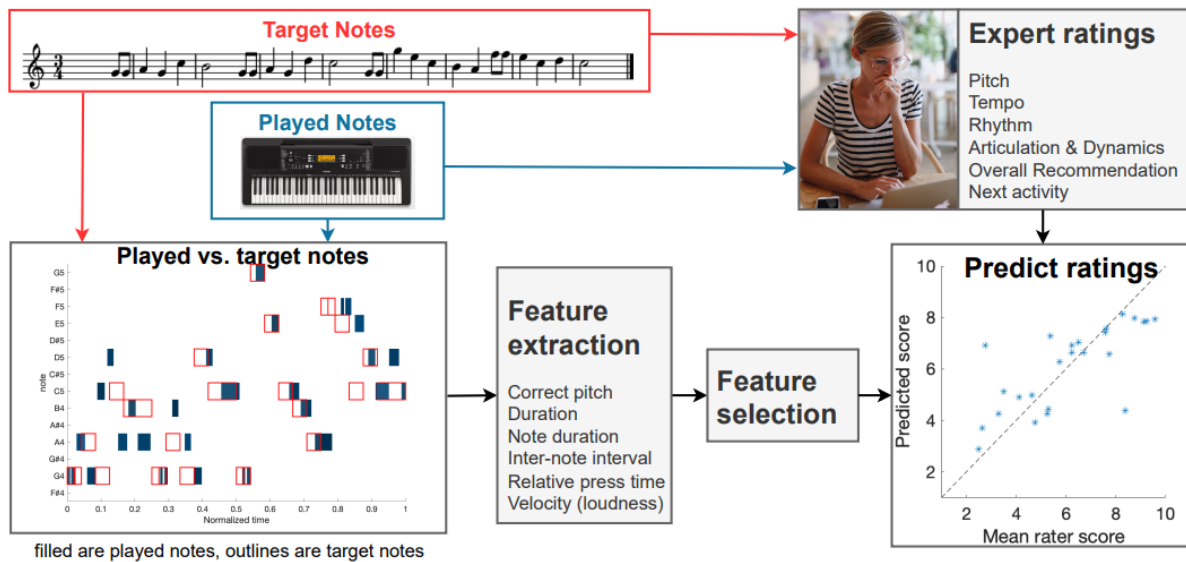 Target Notes
3
4
Played Notes
Expert ratings
Pitch
Tempo
Rhythm
Articulation & Dynamics
Overall Recommendation
Next activity
Played vs. target notes
note
G5
F#5
F5
E5
D#5
D5
C#5
C5
B4
A#4
A4
G#4
G4
F#4
0 0.1 0.2 0.3 0.4 0.5 0.6 0.7 0.8 0.9 1
Normalized time
filled are played notes, outlines are target notes
Feature
extraction
Correct pitch
Duration
Note duration
Inter-note interval
Relative press time
Velocity (loudness)
Feature
selection
Predict ratings
Predicted score
10
8
6
4
2
2 4 6 8 10
Mean rater score